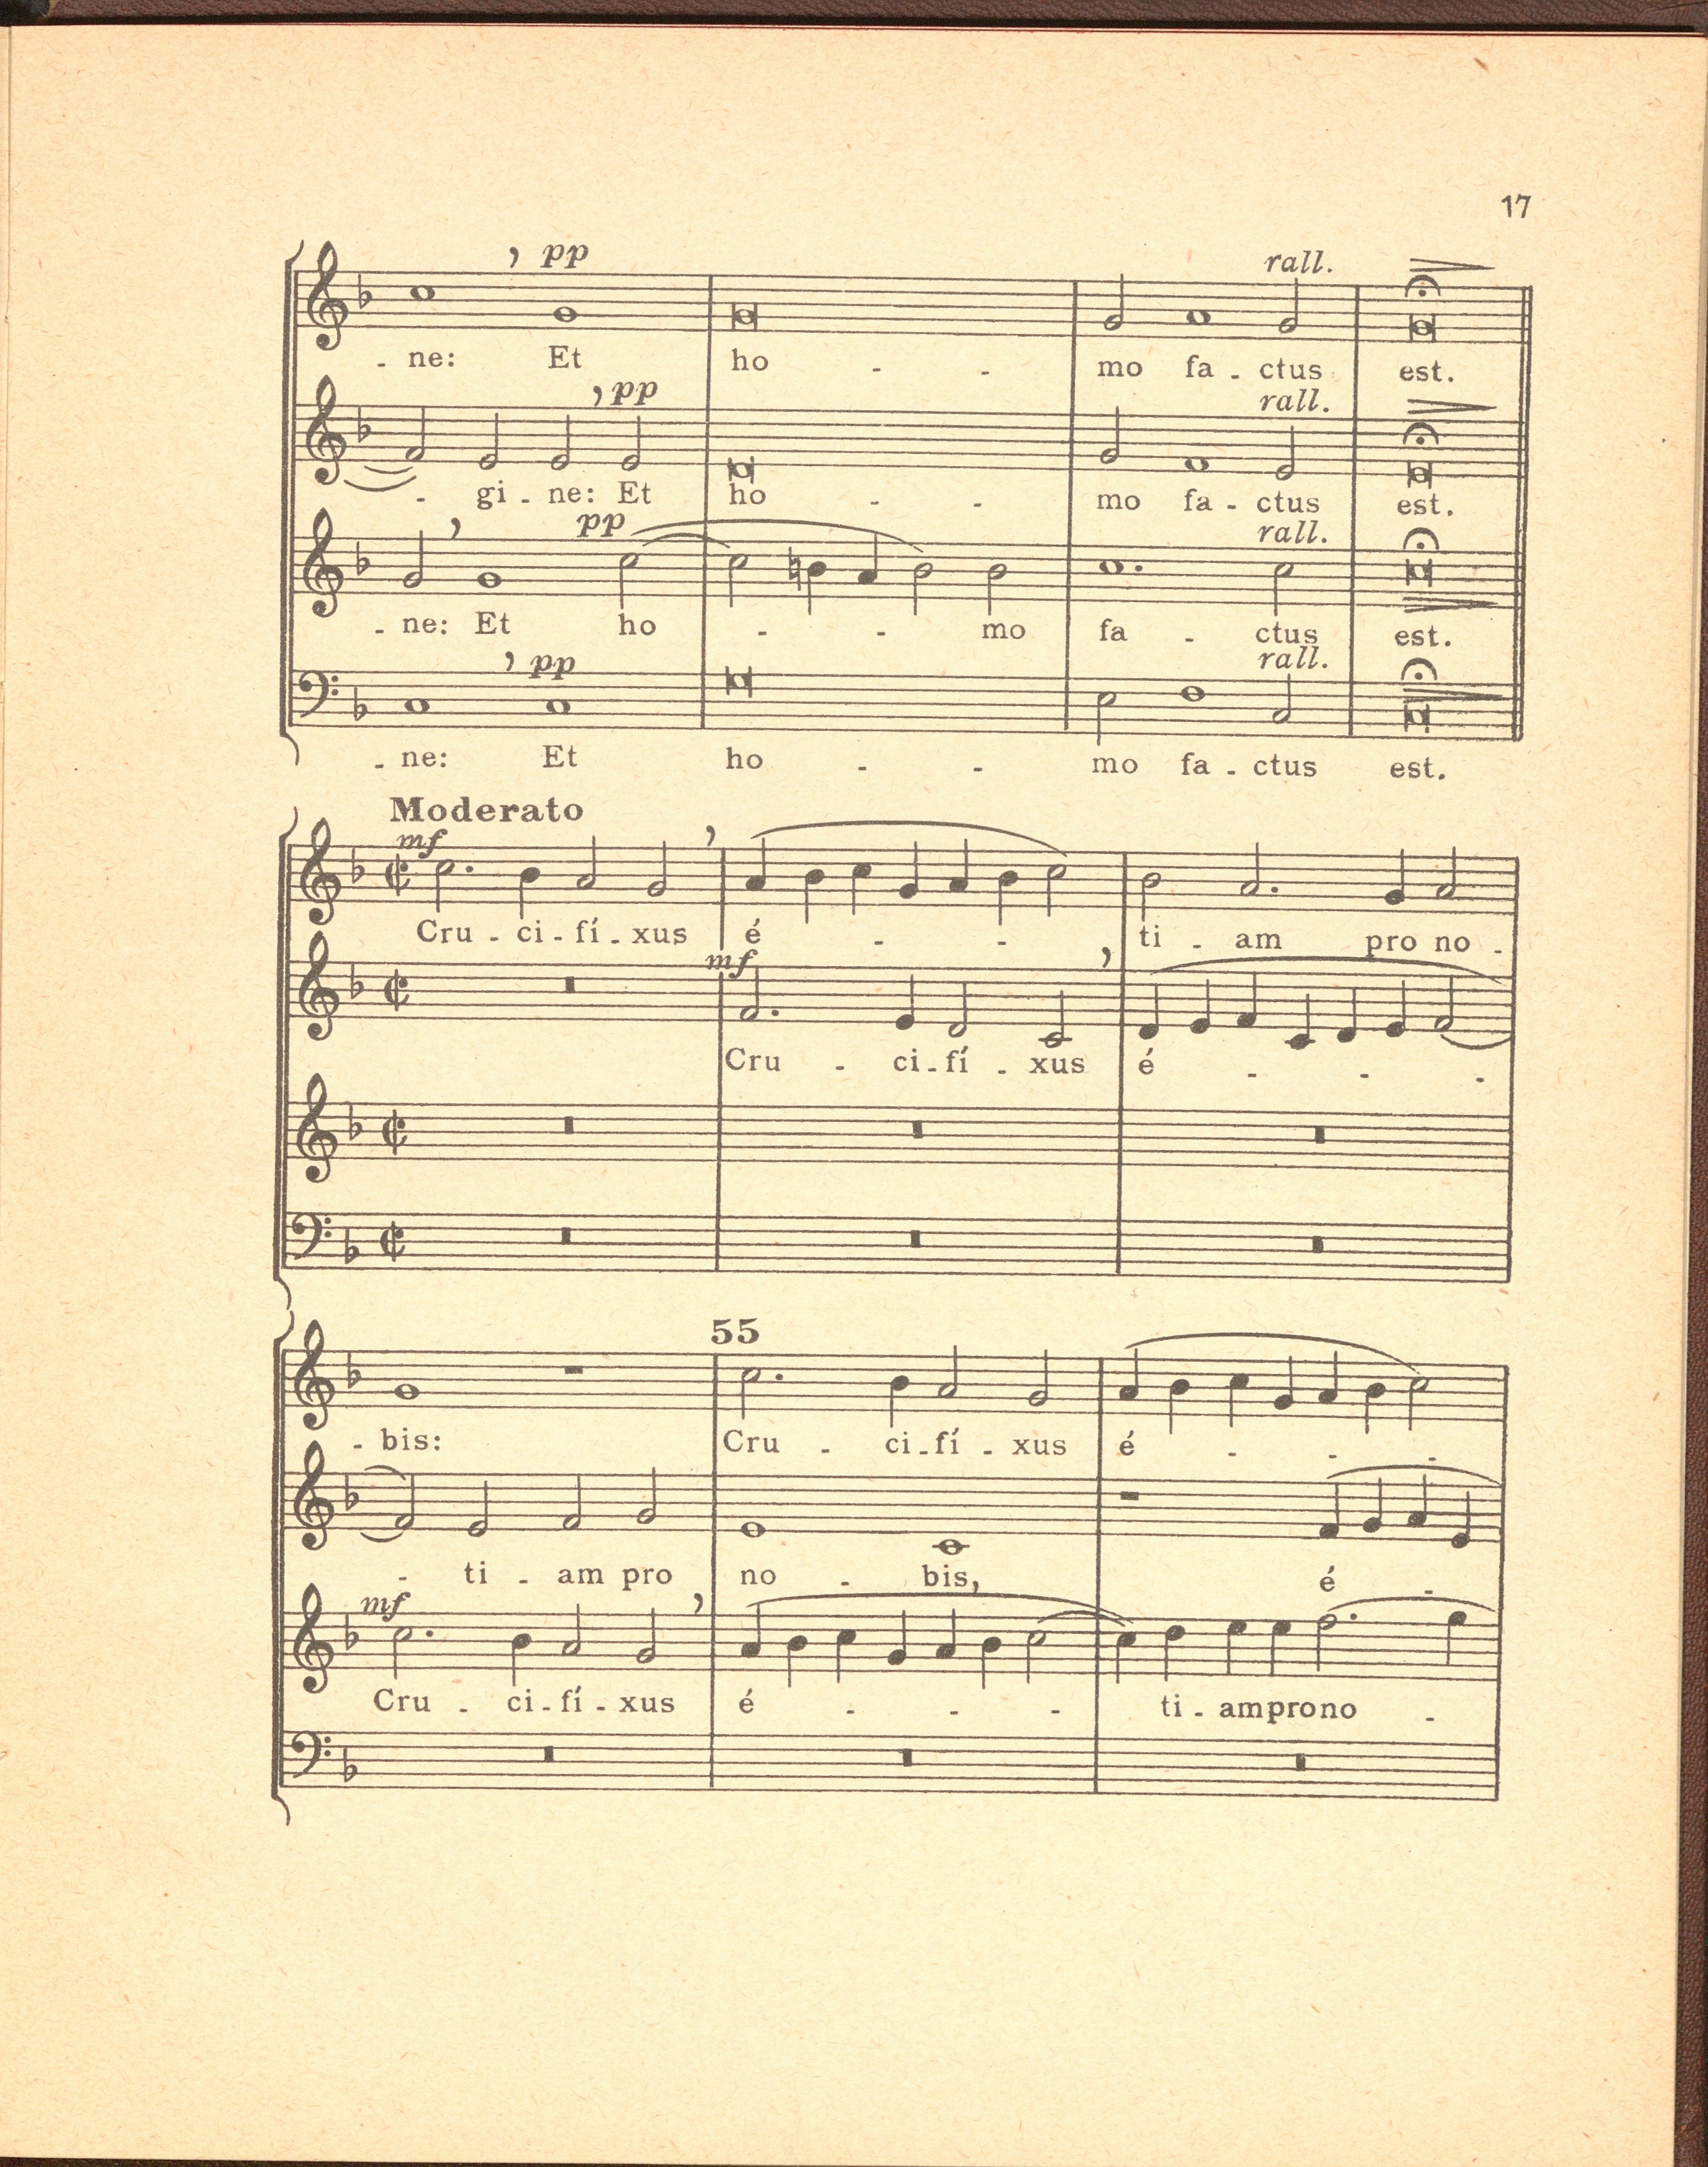 17
pp
rall.
- ne: Et ho - - mo fa - ctus est.
pp
rall.
- gi - ne: Et ho - - mo fa - ctus est.
pp
rall.
- ne: Et ho - - mo fa - ctus est.
pp
rall.
- ne: Et ho - - mo fa - ctus est.
Moderato
mf
Cru - ci - fí - xus é - - ti - am pro no -
mf
Cru - ci - fí - xus é - - -
55
- bis: Cru - ci - fí - xus é - - -
- ti - am pro no - bis, é -
mf
Cru - ci - fí - xus é - - - ti - amprono -